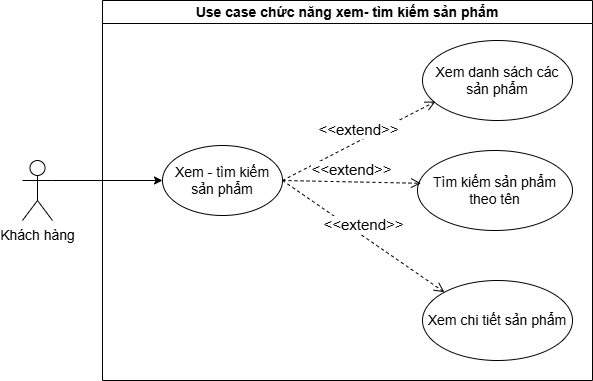 Use case chức năng xem- tìm kiếm sản phẩm
Xem danh sách các
sản phẩm
<<extend>>
Xem - tìm kiếm
sản phẩm
<<extend>>
Tìm kiếm sản phẩm
theo tên
<<extend>>
Khách hàng
Xem chi tiết sản phẩm